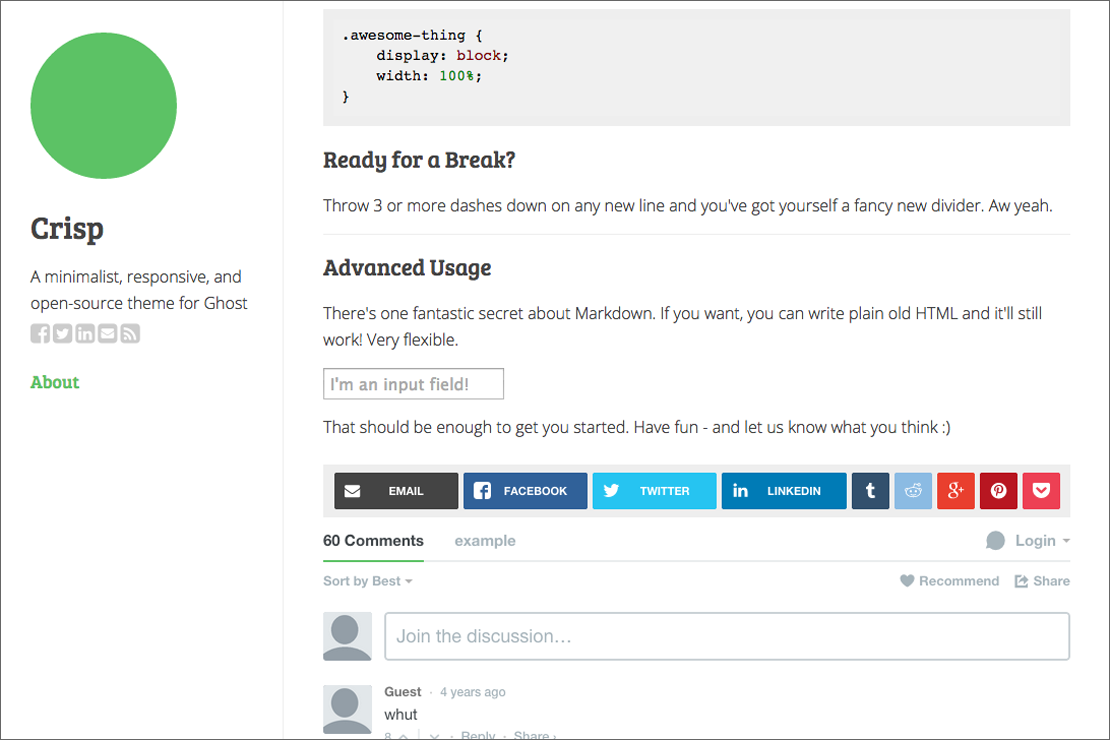 Crisp
A minimalist, responsive, and
open-source theme for Ghost
About
.awesome-thing {
    display: block;
    width: 100%;
}
Ready for a Break?
Throw 3 or more dashes down on any new line and you've got yourself a fancy new divider. Aw yeah.
Advanced Usage
There's one fantastic secret about Markdown. If you want, you can write plain old HTML and it'll still
work! Very flexible.
I'm an input field!
That should be enough to get you started. Have fun - and let us know what you think :)
EMAIL FACEBOOK TWITTER LINKEDIN
60 Comments example Login
Sort by Best Recommend Share
Join the discussion…
Guest · 4 years ago
whut
8 · Reply · Share ›